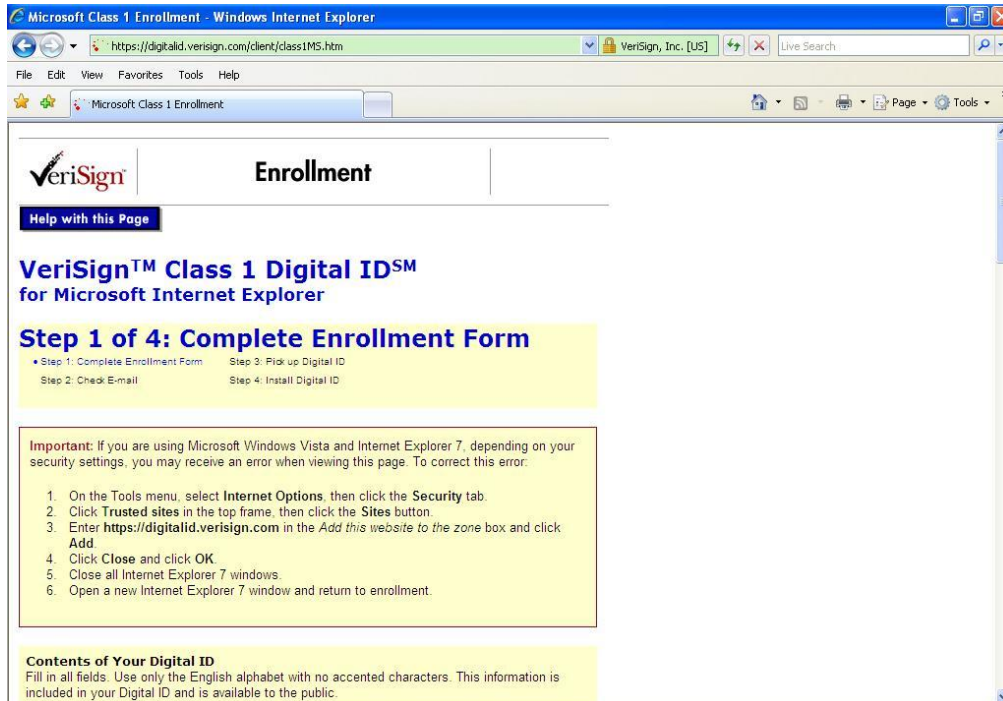 Microsoft Class 1 Enrollment - Windows Internet Explorer
https://digitalid.verisign.com/client/class1MS.htm
VeriSign, Inc. [US]
Live Search
File Edit View Favorites Tools Help
Microsoft Class 1 Enrollment
Page
Tools
VeriSign
Enrollment
Help with this Page
VeriSign™ Class 1 Digital ID℠
for Microsoft Internet Explorer
Step 1 of 4: Complete Enrollment Form
• Step 1: Complete Enrollment Form Step 3: Pick up Digital ID
Step 2: Check E-mail Step 4: Install Digital ID
Important: If you are using Microsoft Windows Vista and Internet Explorer 7, depending on your
security settings, you may receive an error when viewing this page. To correct this error:
1. On the Tools menu, select Internet Options, then click the Security tab.
2. Click Trusted sites in the top frame, then click the Sites button.
3. Enter https://digitalid.verisign.com in the Add this website to the zone box and click
Add.
4. Click Close and click OK.
5. Close all Internet Explorer 7 windows.
6. Open a new Internet Explorer 7 window and return to enrollment.
Contents of Your Digital ID
Fill in all fields. Use only the English alphabet with no accented characters. This information is
included in your Digital ID and is available to the public.